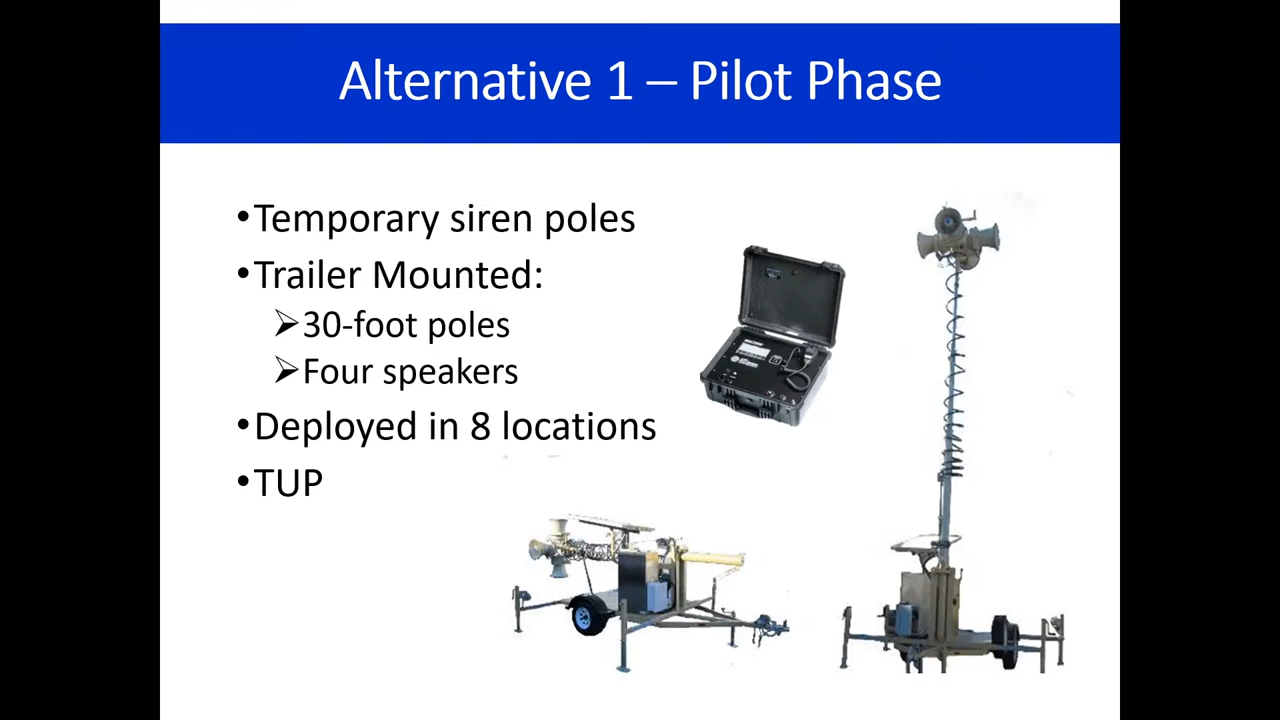 Alternative 1 – Pilot Phase
•Temporary siren poles
•Trailer Mounted:
➢30-foot poles
➢Four speakers
•Deployed in 8 locations
•TUP